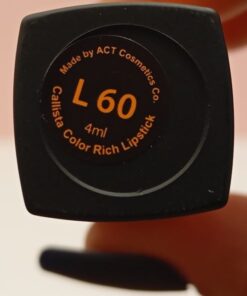 Made by ACT Cosmetics Co.
L 60
4ml
Callista Color Rich Lipstick